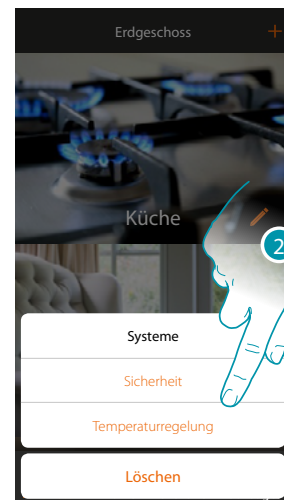 Erdgeschoss +
Küche
2
Systeme
Sicherheit
Temperaturregelung
Löschen